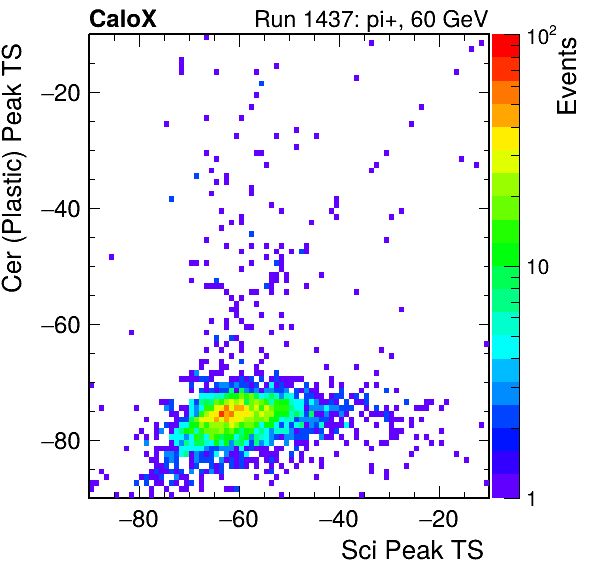 CaloX Run 1437: pi+, 60 GeV
10²
Events
Cer (Plastic) Peak TS
−20
−40
10
−60
−80
1
−80 −60 −40 −20
Sci Peak TS